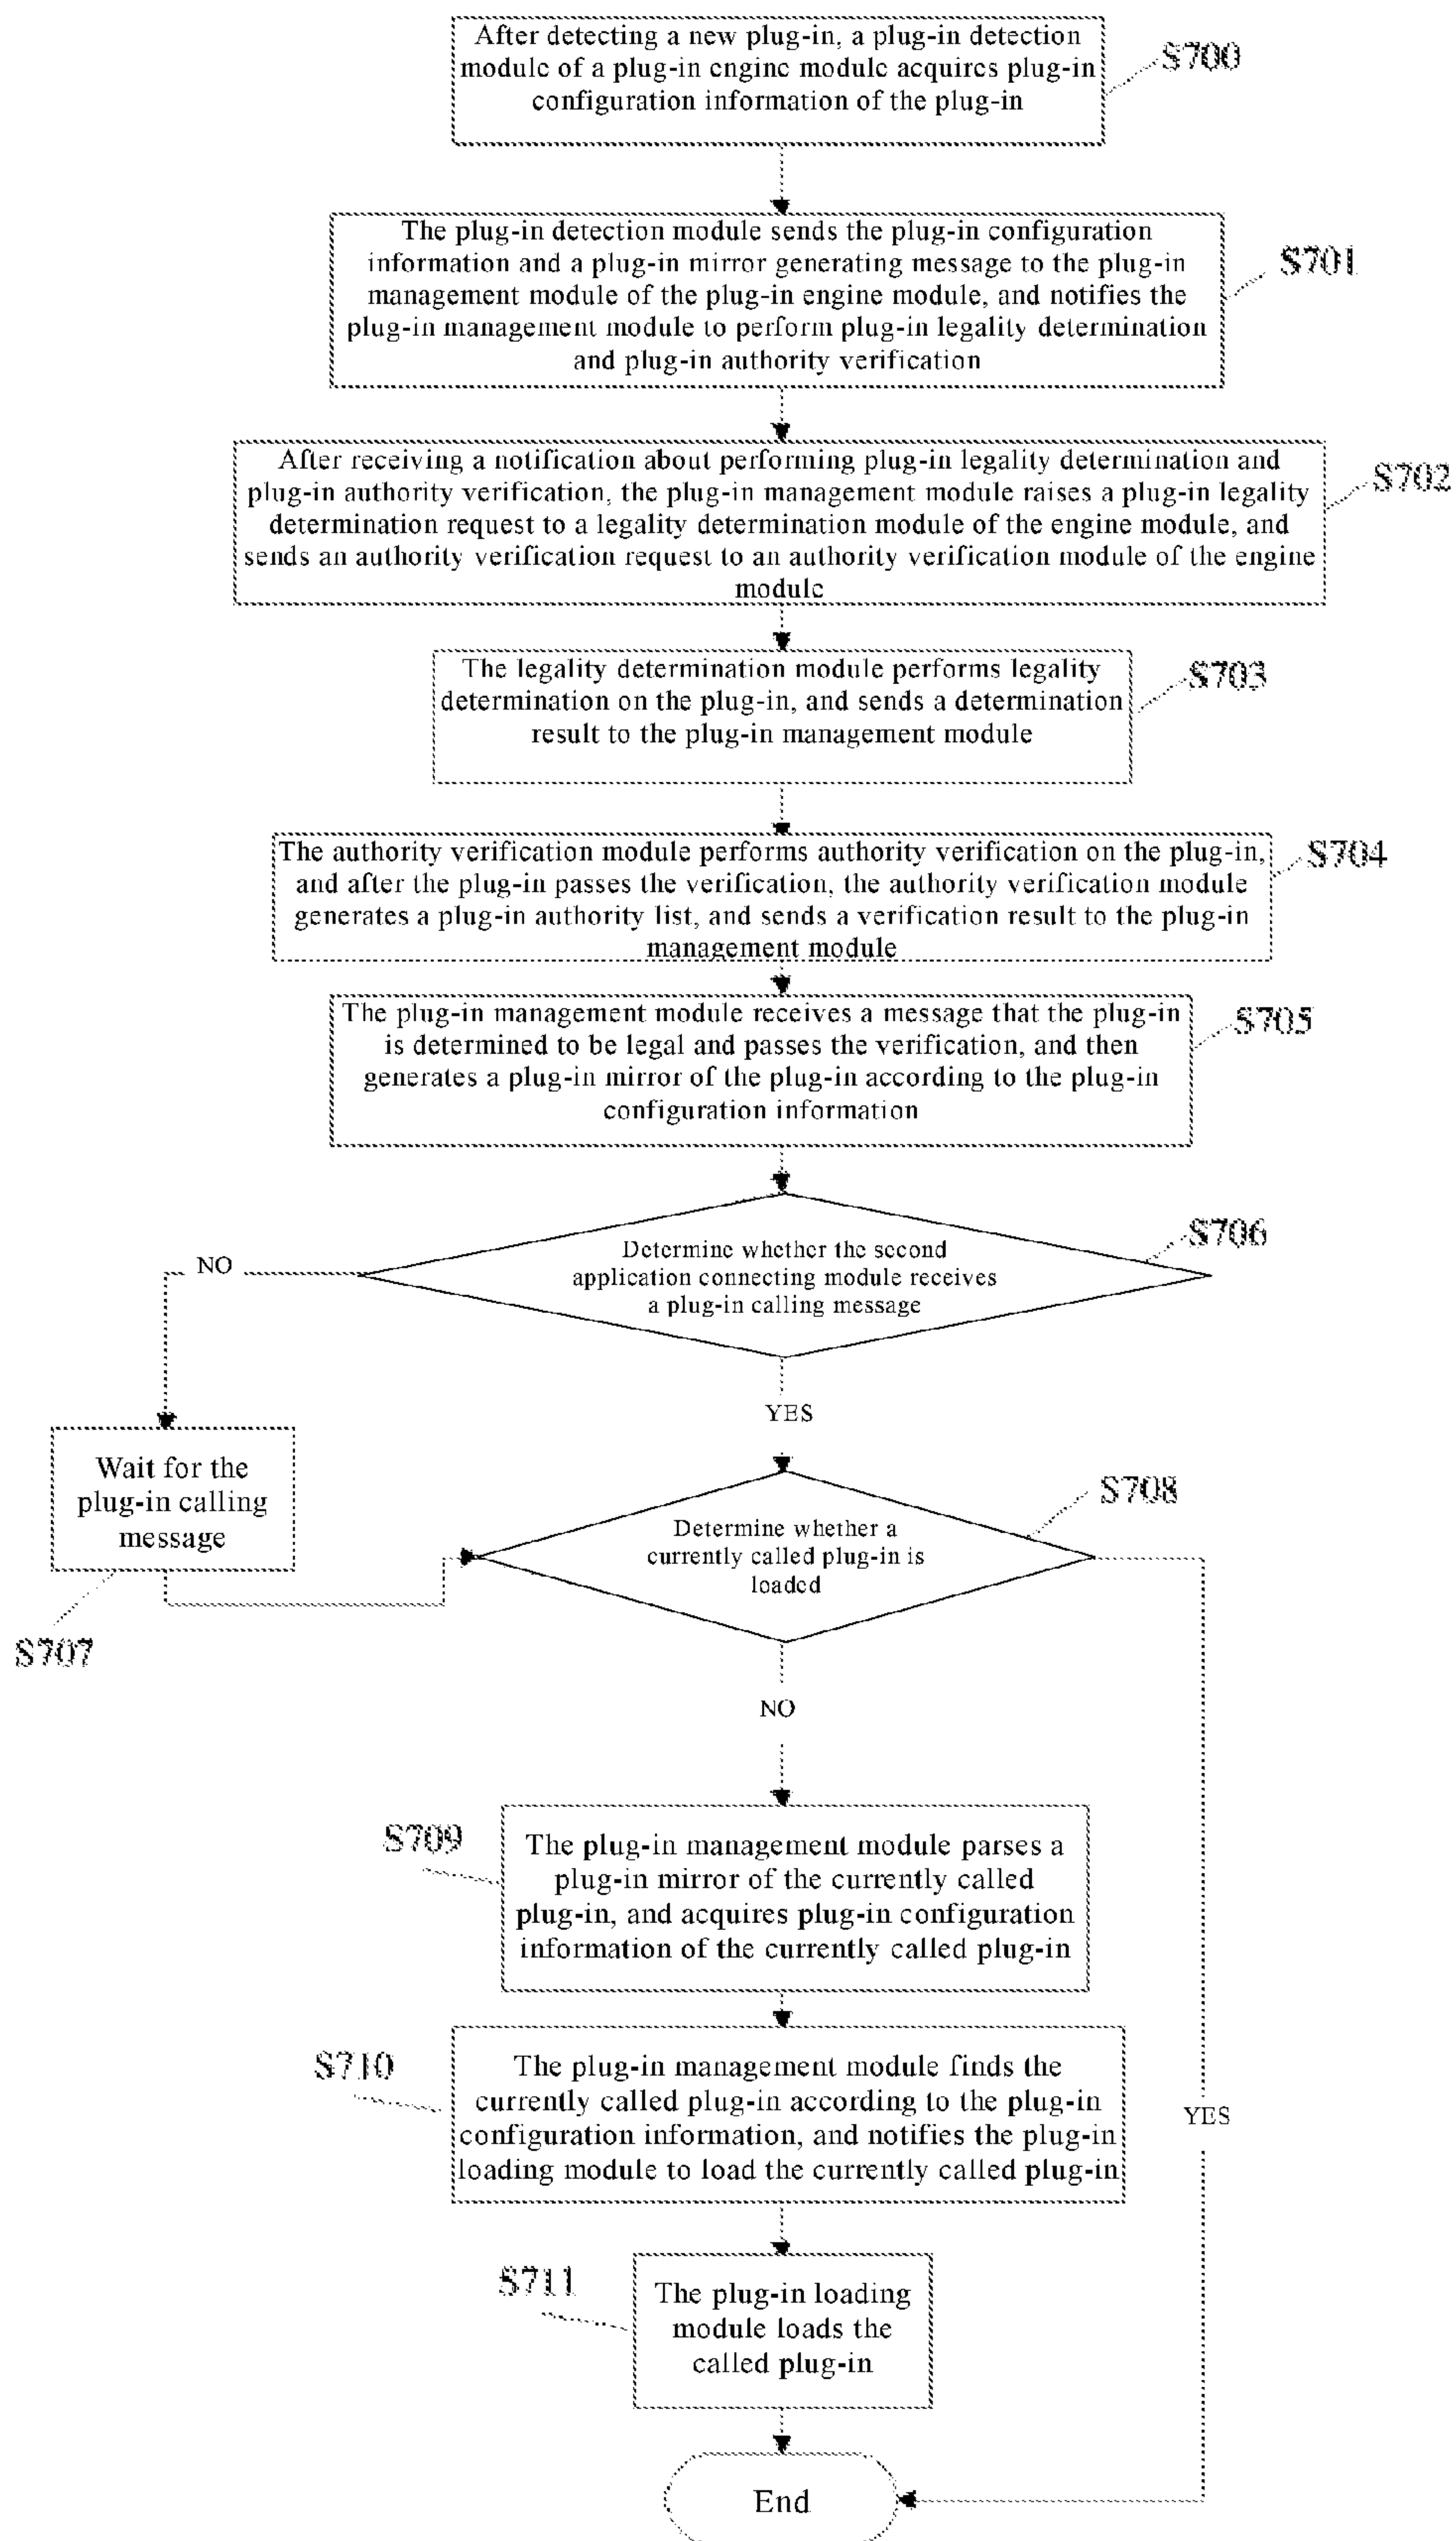 After detecting a new plug-in, a plug-in detection
module of a plug-in engine module acquires plug-in
configuration information of the plug-in
S700
The plug-in detection module sends the plug-in configuration
information and a plug-in mirror generating message to the plug-in
management module of the plug-in engine module, and notifies the
plug-in management module to perform plug-in legality determination
and plug-in authority verification
S701
After receiving a notification about performing plug-in legality determination and
plug-in authority verification, the plug-in management module raises a plug-in legality
determination request to a legality determination module of the engine module, and
sends an authority verification request to an authority verification module of the engine
module
S702
The legality determination module performs legality
determination on the plug-in, and sends a determination
result to the plug-in management module
S703
The authority verification module performs authority verification on the plug-in,
and after the plug-in passes the verification, the authority verification module
generates a plug-in authority list, and sends a verification result to the plug-in
management module
S704
The plug-in management module receives a message that the plug-in
is determined to be legal and passes the verification, and then
generates a plug-in mirror of the plug-in according to the plug-in
configuration information
S705
Determine whether the second
application connecting module receives
a plug-in calling message
S706
NO
YES
Wait for the
plug-in calling
message
S707
Determine whether a
currently called plug-in is
loaded
S708
NO
YES
S709
The plug-in management module parses a
plug-in mirror of the currently called
plug-in, and acquires plug-in configuration
information of the currently called plug-in
S710
The plug-in management module finds the
currently called plug-in according to the plug-in
configuration information, and notifies the plug-in
loading module to load the currently called plug-in
S711
The plug-in loading
module loads the
called plug-in
End